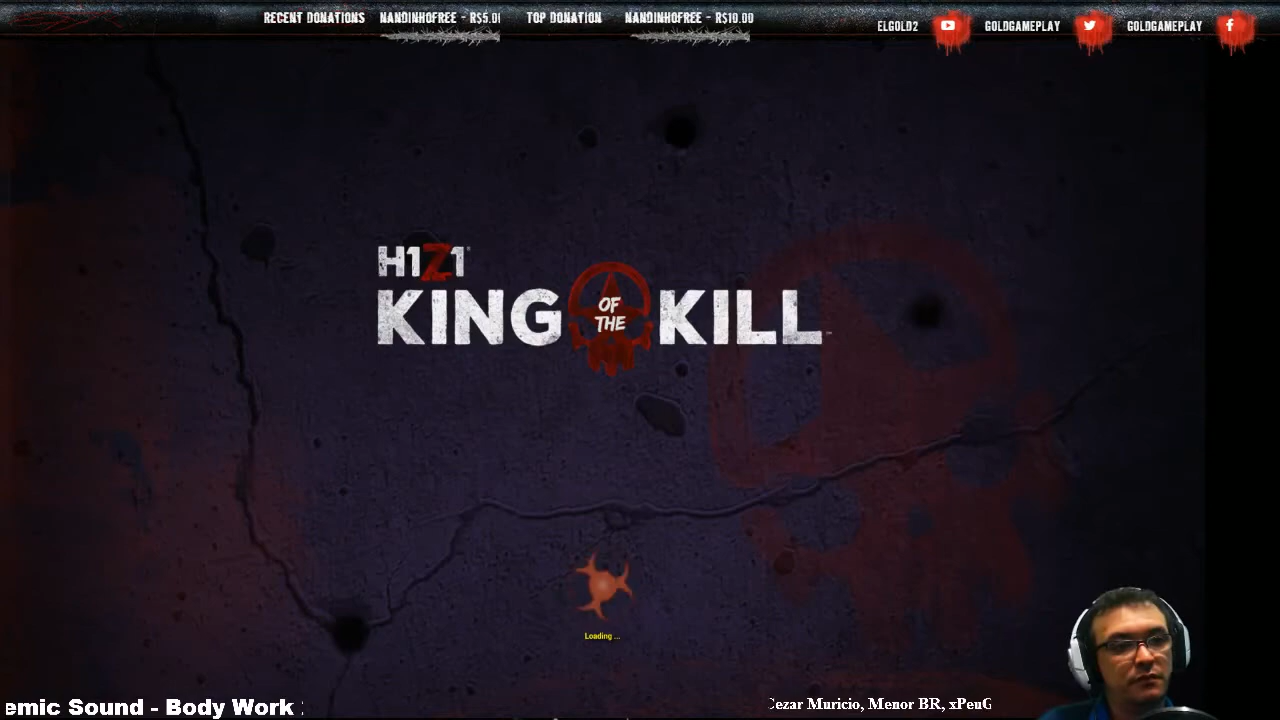 RECENT DONATIONS NANDINHOFREE - R$5.0 TOP DONATION NANDINHOFREE - R$10.00
ELGOLD2 GOLDGAMEPLAY GOLDGAMEPLAY
H1Z1
KING OF THE KILL
Loading ...
emic Sound - Body Work
Cezar Muricio, Menor BR, xPeuG